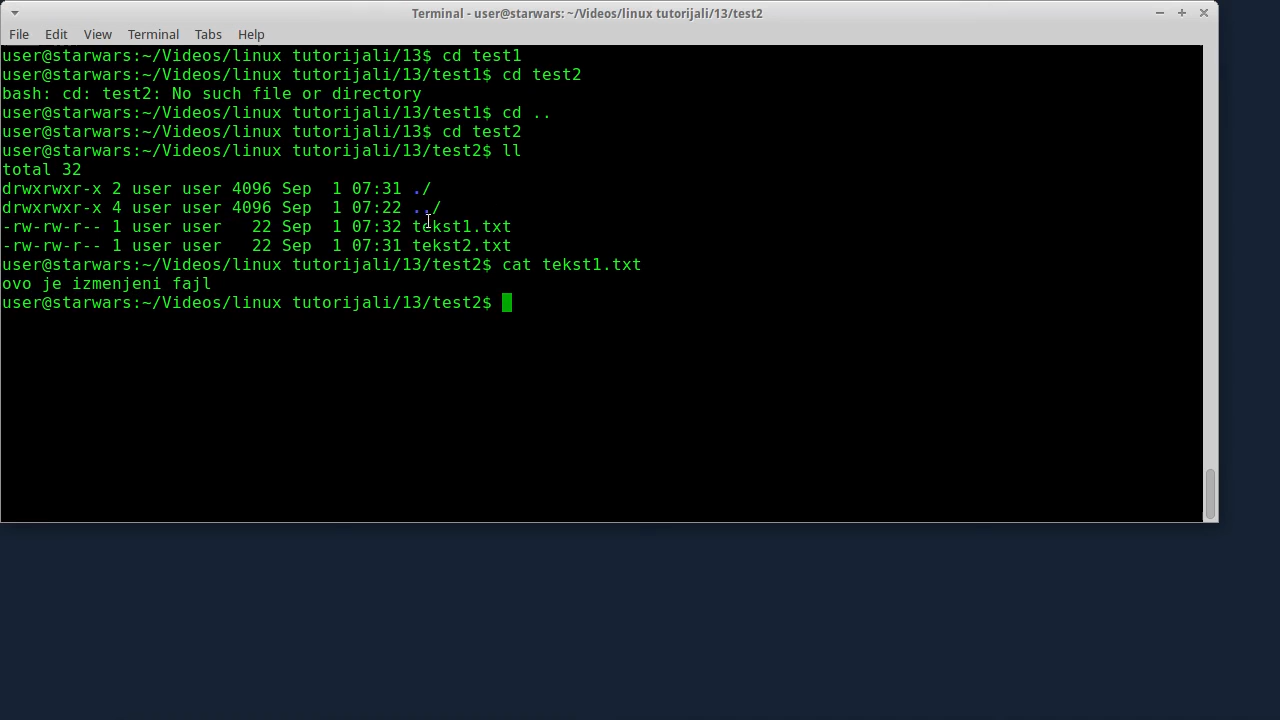 Terminal - user@starwars: ~/Videos/linux tutorijali/13/test2
File Edit View Terminal Tabs Help
user@starwars:~/Videos/linux tutorijali/13$ cd test1
user@starwars:~/Videos/linux tutorijali/13/test1$ cd test2
bash: cd: test2: No such file or directory
user@starwars:~/Videos/linux tutorijali/13/test1$ cd ..
user@starwars:~/Videos/linux tutorijali/13$ cd test2
user@starwars:~/Videos/linux tutorijali/13/test2$ ll
total 32
drwxrwxr-x 2 user user 4096 Sep  1 07:31 ./
drwxrwxr-x 4 user user 4096 Sep  1 07:22 ../
-rw-rw-r-- 1 user user   22 Sep  1 07:32 tekst1.txt
-rw-rw-r-- 1 user user   22 Sep  1 07:31 tekst2.txt
user@starwars:~/Videos/linux tutorijali/13/test2$ cat tekst1.txt
ovo je izmenjeni fajl
user@starwars:~/Videos/linux tutorijali/13/test2$